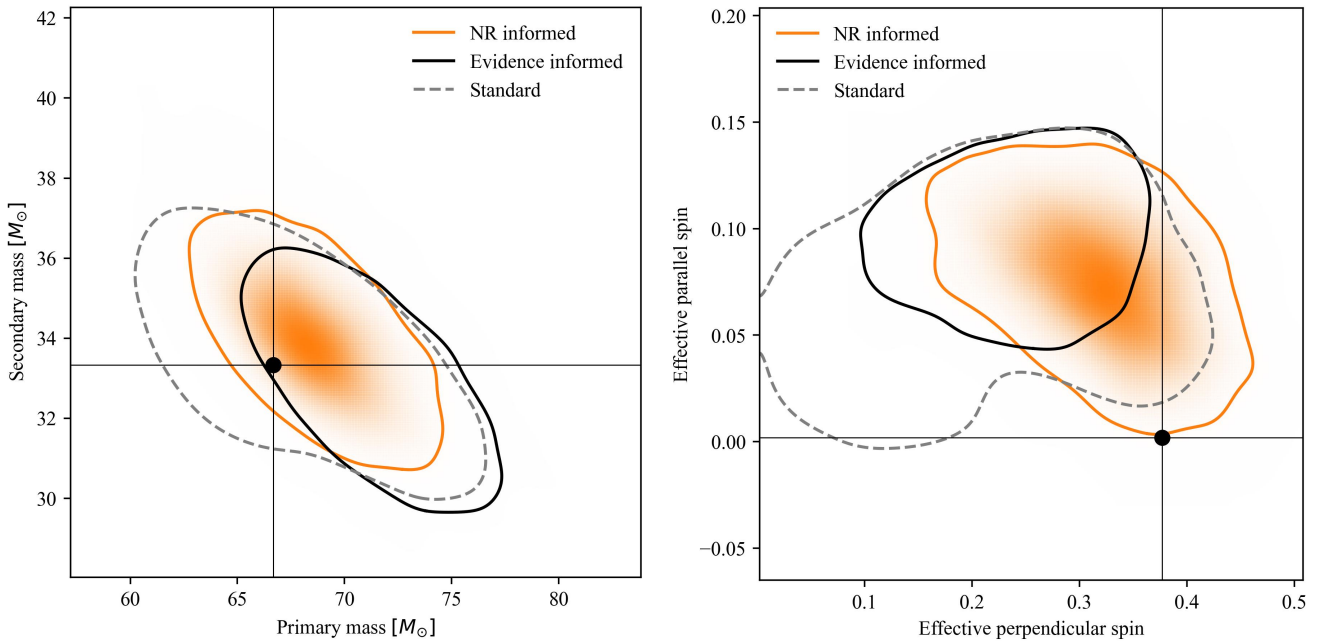 42
40
38
36
34
32
30
Secondary mass [M⊙]
60
65
70
75
80
Primary mass [M⊙]
NR informed
Evidence informed
Standard
0.20
0.15
0.10
0.05
0.00
−0.05
Effective parallel spin
0.1
0.2
0.3
0.4
0.5
Effective perpendicular spin
NR informed
Evidence informed
Standard